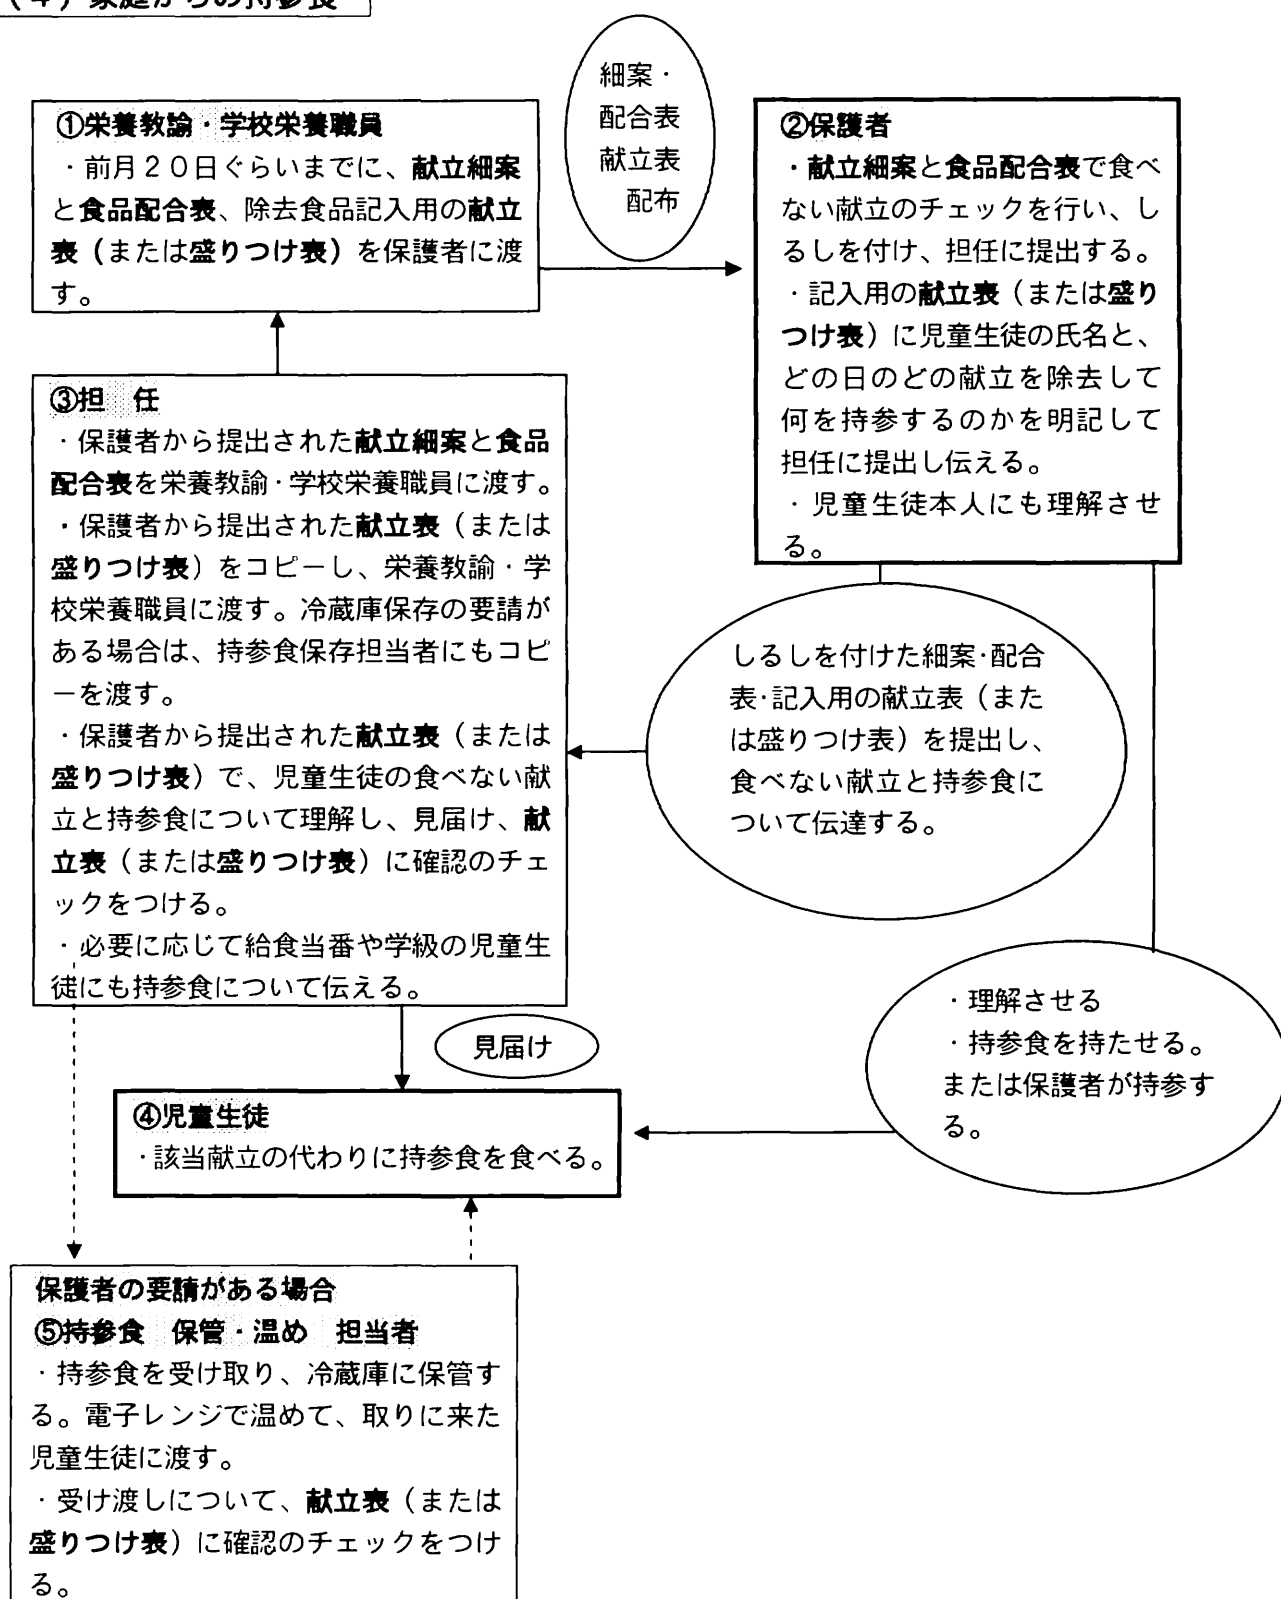 （４）家庭からの持参食
①栄養教諭・学校栄養職員
・前月２０日ぐらいまでに、献立細案
と食品配合表、除去食品記入用の献立
表（または盛りつけ表）を保護者に渡
す。
細案・
配合表
献立表
配布
②保護者
・献立細案と食品配合表で食べ
ない献立のチェックを行い、し
るしを付け、担任に提出する。
・記入用の献立表（または盛り
つけ表）に児童生徒の氏名と、
どの日のどの献立を除去して
何を持参するのかを明記して
担任に提出し伝える。
・児童生徒本人にも理解させ
る。
③担　任
・保護者から提出された献立細案と食品
配合表を栄養教諭・学校栄養職員に渡す。
・保護者から提出された献立表（または
盛りつけ表）をコピーし、栄養教諭・学
校栄養職員に渡す。冷蔵庫保存の要請が
ある場合は、持参食保存担当者にもコピ
ーを渡す。
・保護者から提出された献立表（または
盛りつけ表）で、児童生徒の食べない献
立と持参食について理解し、見届け、献
立表（または盛りつけ表）に確認のチェ
ックをつける。
・必要に応じて給食当番や学級の児童生
徒にも持参食について伝える。
しるしを付けた細案・配合
表・記入用の献立表（また
は盛りつけ表）を提出し、
食べない献立と持参食に
ついて伝達する。
・理解させる
・持参食を持たせる。
または保護者が持参す
る。
見届け
④児童生徒
・該当献立の代わりに持参食を食べる。
保護者の要請がある場合
⑤持参食　保管・温め　担当者
・持参食を受け取り、冷蔵庫に保管す
る。電子レンジで温めて、取りに来た
児童生徒に渡す。
・受け渡しについて、献立表（または
盛りつけ表）に確認のチェックをつけ
る。